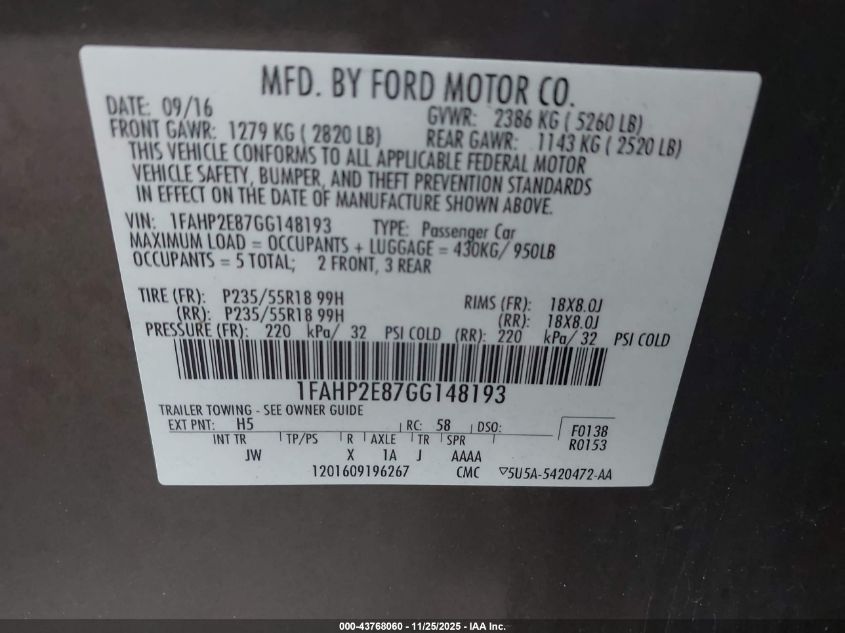 MFD. BY FORD MOTOR CO.
DATE: 09/16 GVWR: 2386 KG ( 5260 LB)
FRONT GAWR: 1279 KG ( 2820 LB) REAR GAWR: 1143 KG ( 2520 LB)
THIS VEHICLE CONFORMS TO ALL APPLICABLE FEDERAL MOTOR
VEHICLE SAFETY, BUMPER, AND THEFT PREVENTION STANDARDS
IN EFFECT ON THE DATE OF MANUFACTURE SHOWN ABOVE.
VIN: 1FAHP2E87GG148193 TYPE: Passenger Car
MAXIMUM LOAD = OCCUPANTS + LUGGAGE = 430KG/ 950LB
OCCUPANTS = 5 TOTAL; 2 FRONT, 3 REAR
TIRE (FR): P235/55R18 99H RIMS (FR): 18X8.0J
(RR): P235/55R18 99H (RR): 18X8.0J
PRESSURE (FR): 220 kPa/ 32 PSI COLD (RR): 220 kPa/ 32 PSI COLD
1FAHP2E87GG148193
TRAILER TOWING - SEE OWNER GUIDE
EXT PNT: H5 RC: 58 DSO: F0138
R0153
INT TR TP/PS R AXLE TR SPR
JW X 1A J AAAA
1201609196267 CMC ▽5U5A-5420472-AA
000-43768060 - 11/25/2025 - IAA Inc.